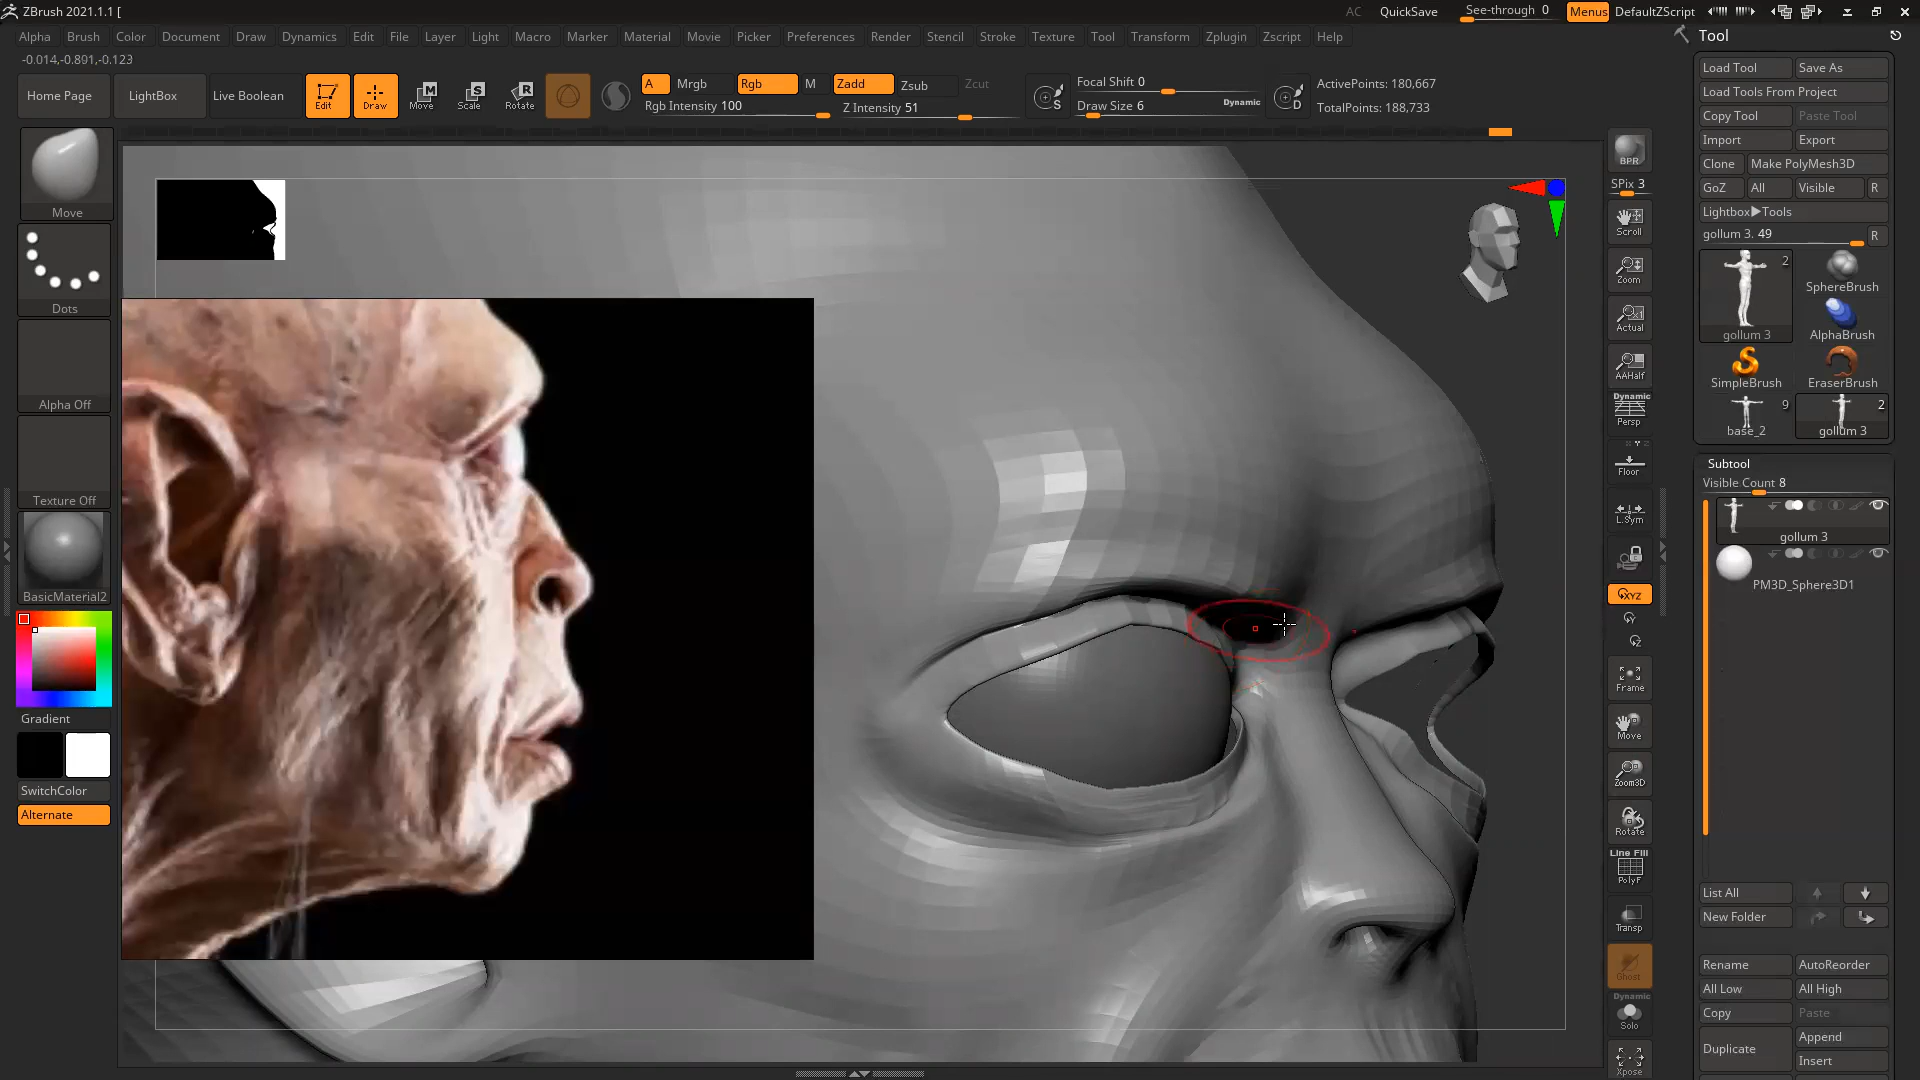 ZBrush 2021.1.1 [
AC QuickSave See-through 0 Menus DefaultZScript
Alpha Brush Color Document Draw Dynamics Edit File Layer Light Macro Marker Material Movie Picker Preferences Render Stencil Stroke Texture Tool Transform Zplugin Zscript Help
-0.014,-0.891,-0.123
Home Page LightBox Live Boolean Edit Draw Move Scale Rotate
A Mrgb Rgb M Zadd Zsub Zcut
Rgb Intensity 100 Z Intensity 51
S
Focal Shift 0
Draw Size 6 Dynamic
D
ActivePoints: 180,667
TotalPoints: 188,733
Move
Dots
Alpha Off
Texture Off
BasicMaterial2
Gradient
SwitchColor
Alternate
BPR
SPix 3
Scroll
Zoom
Actual
AAHalf
Dynamic
Persp
Floor
L.Sym
XYZ
Frame
Move
Zoom3D
Rotate
Line Fill
PolyF
Transp
Ghost
Dynamic
Solo
Xpose
Tool
Load Tool Save As
Load Tools From Project
Copy Tool Paste Tool
Import Export
Clone Make PolyMesh3D
GoZ All Visible R
Lightbox▶Tools
gollum 3. 49 R
2
gollum 3
SphereBrush
AlphaBrush
SimpleBrush EraserBrush
9 2
base_2 gollum 3
Subtool
Visible Count 8
gollum 3
PM3D_Sphere3D1
List All
New Folder
Rename AutoReorder
All Low All High
Copy Paste
Duplicate Append
Insert